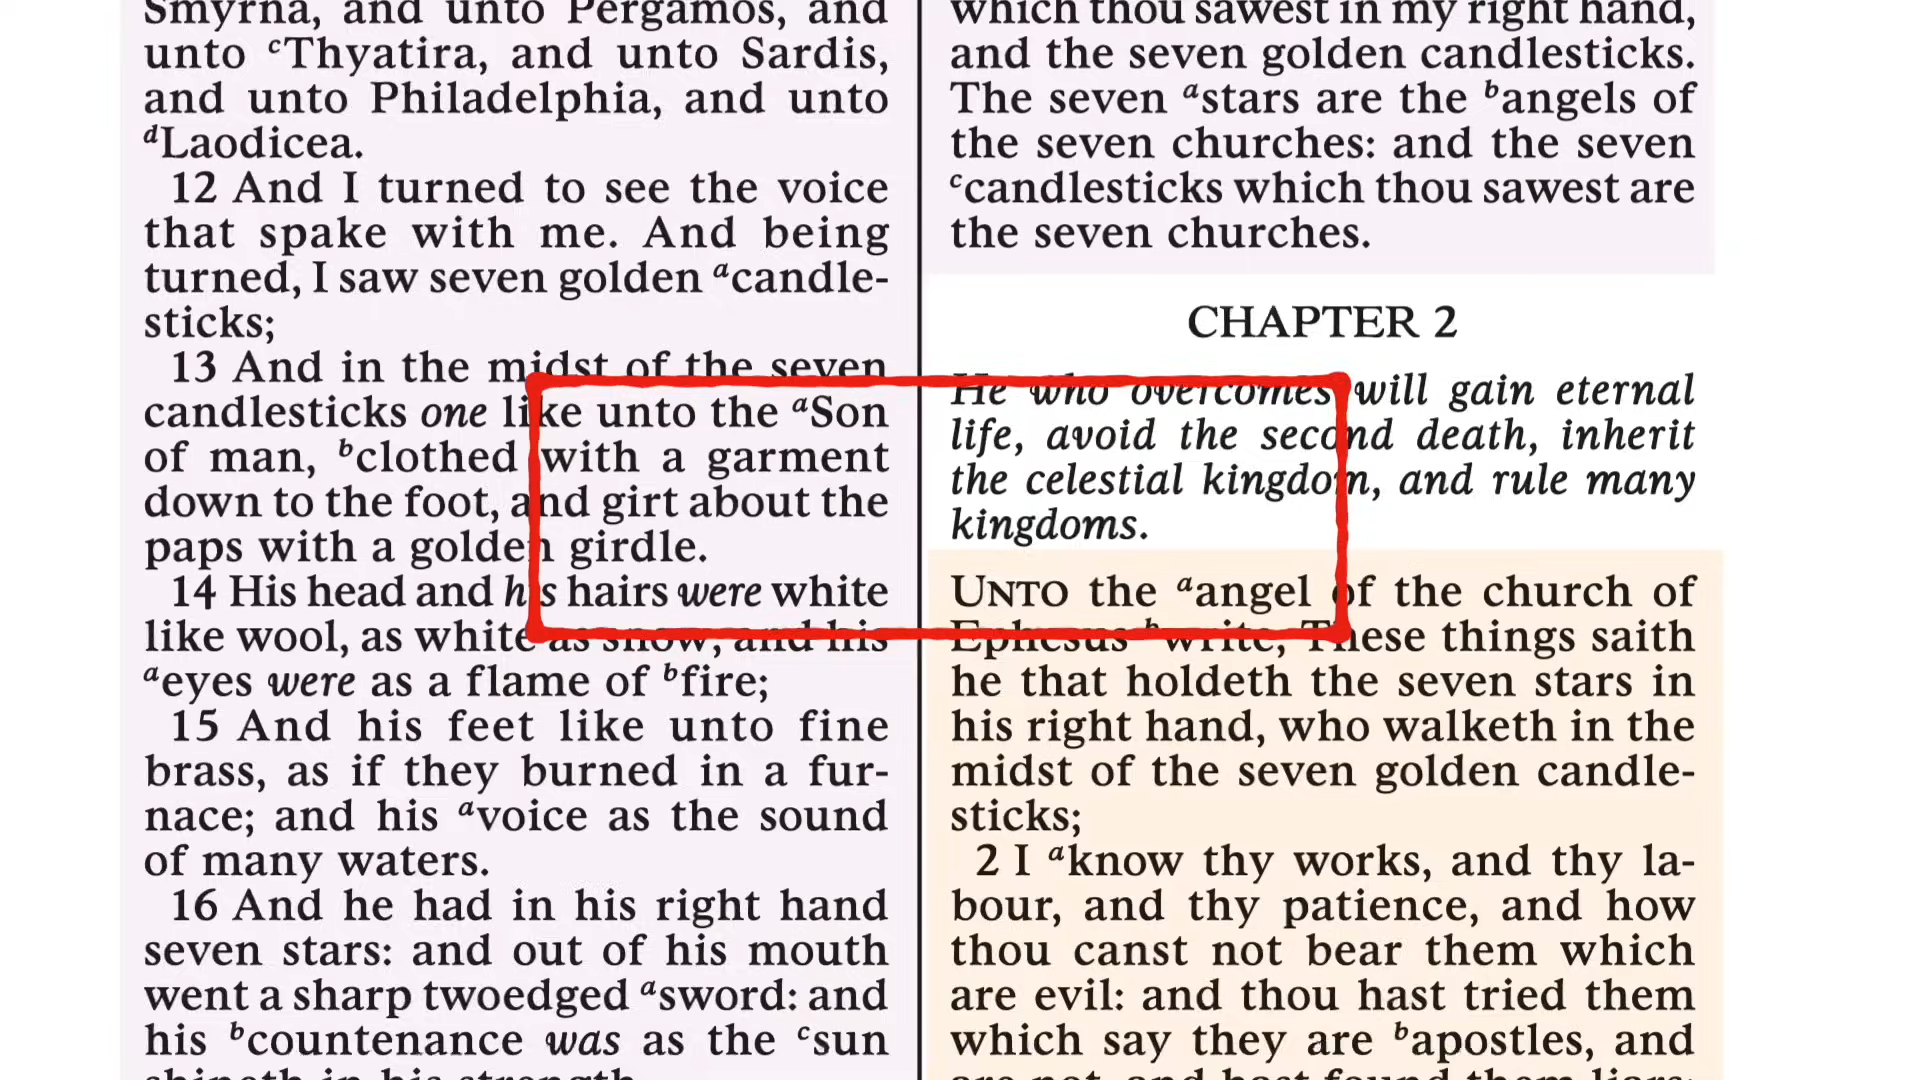 Smyrna, and unto Pergamos, and
unto cThyatira, and unto Sardis,
and unto Philadelphia, and unto
dLaodicea.
12 And I turned to see the voice
that spake with me. And being
turned, I saw seven golden acandle-
sticks;
13 And in the midst of the seven
candlesticks one like unto the aSon
of man, bclothed with a garment
down to the foot, and girt about the
paps with a golden girdle.
14 His head and his hairs were white
like wool, as white as snow; and his
aeyes were as a flame of bfire;
15 And his feet like unto fine
brass, as if they burned in a fur-
nace; and his avoice as the sound
of many waters.
16 And he had in his right hand
seven stars: and out of his mouth
went a sharp twoedged asword: and
his bcountenance was as the csun
shineth in his strength.
which thou sawest in my right hand,
and the seven golden candlesticks.
The seven astars are the bangels of
the seven churches: and the seven
ccandlesticks which thou sawest are
the seven churches.
CHAPTER 2
He who overcomes will gain eternal
life, avoid the second death, inherit
the celestial kingdom, and rule many
kingdoms.
UNTO the aangel of the church of
Ephesus bwrite; These things saith
he that holdeth the seven stars in
his right hand, who walketh in the
midst of the seven golden candle-
sticks;
2 I aknow thy works, and thy la-
bour, and thy patience, and how
thou canst not bear them which
are evil: and thou hast tried them
which say they are bapostles, and
are not, and hast found them liars: